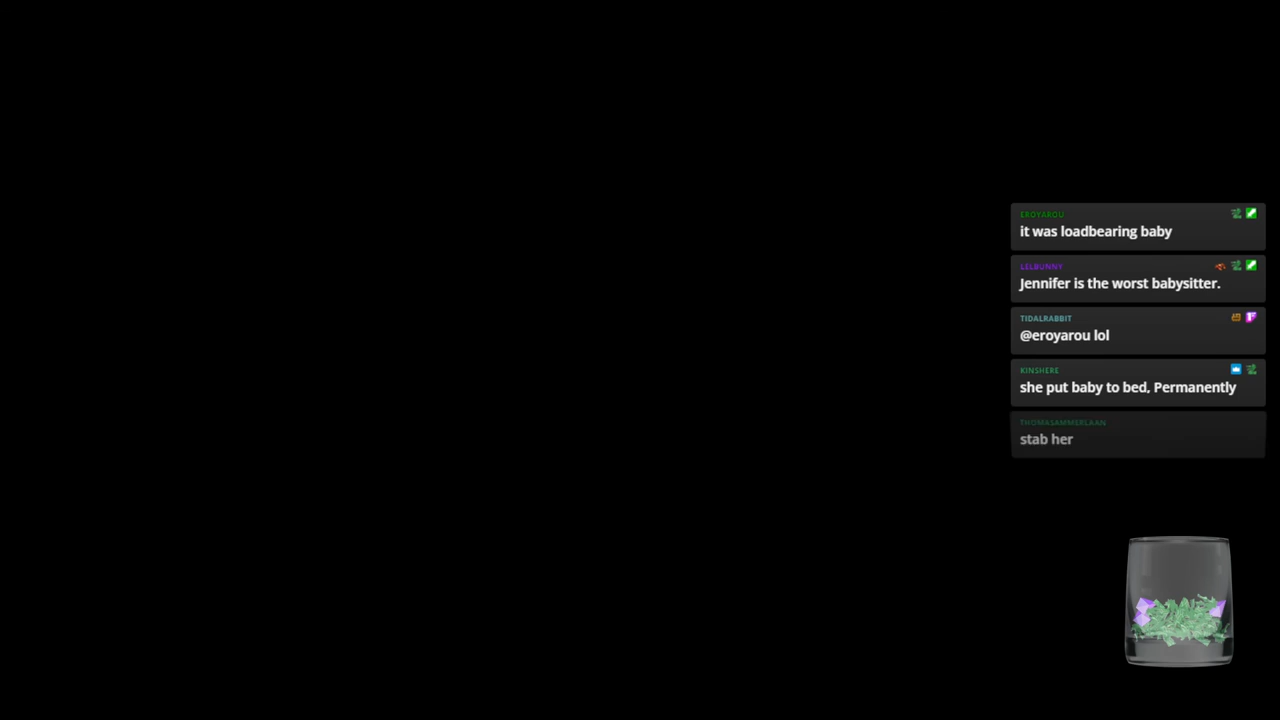 EROYAROU
it was loadbearing baby
LELBUNNY
Jennifer is the worst babysitter.
TIDALRABBIT
@eroyarou lol
KINSHERE
she put baby to bed, Permanently
THOMASAMMERLAAN
stab her